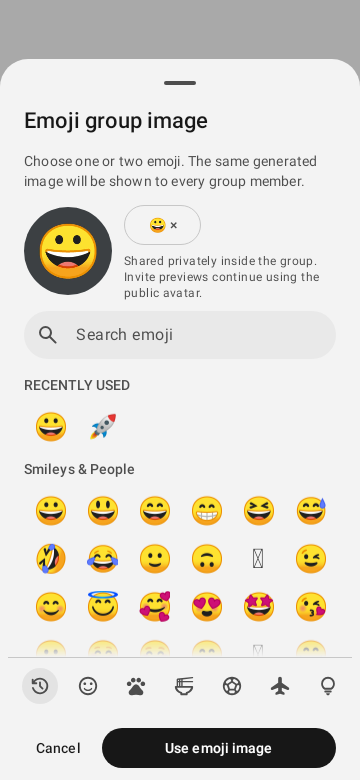 Emoji group image
Choose one or two emoji. The same generated
image will be shown to every group member.
😀 ×
Shared privately inside the group.
Invite previews continue using the
public avatar.
Search emoji
RECENTLY USED
Smileys & People
Cancel
Use emoji image